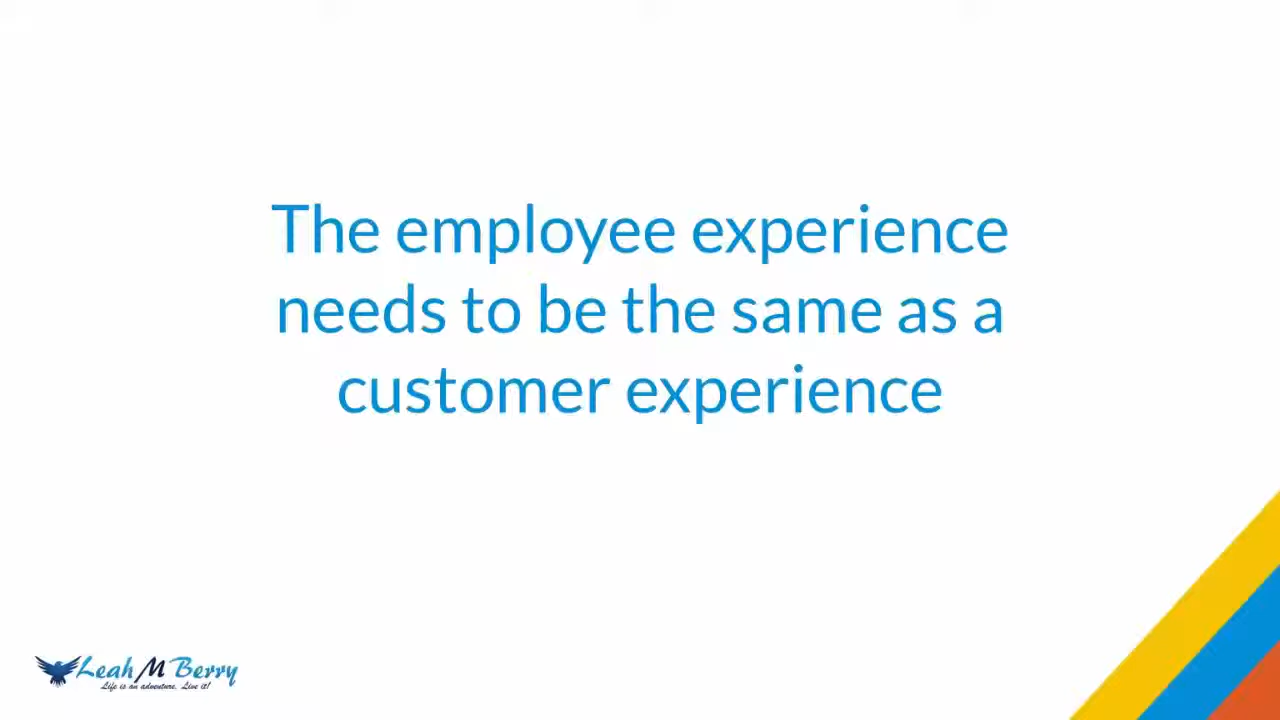 The employee experience
needs to be the same as a
customer experience
Leah M Berry
Life is an adventure. Live it!